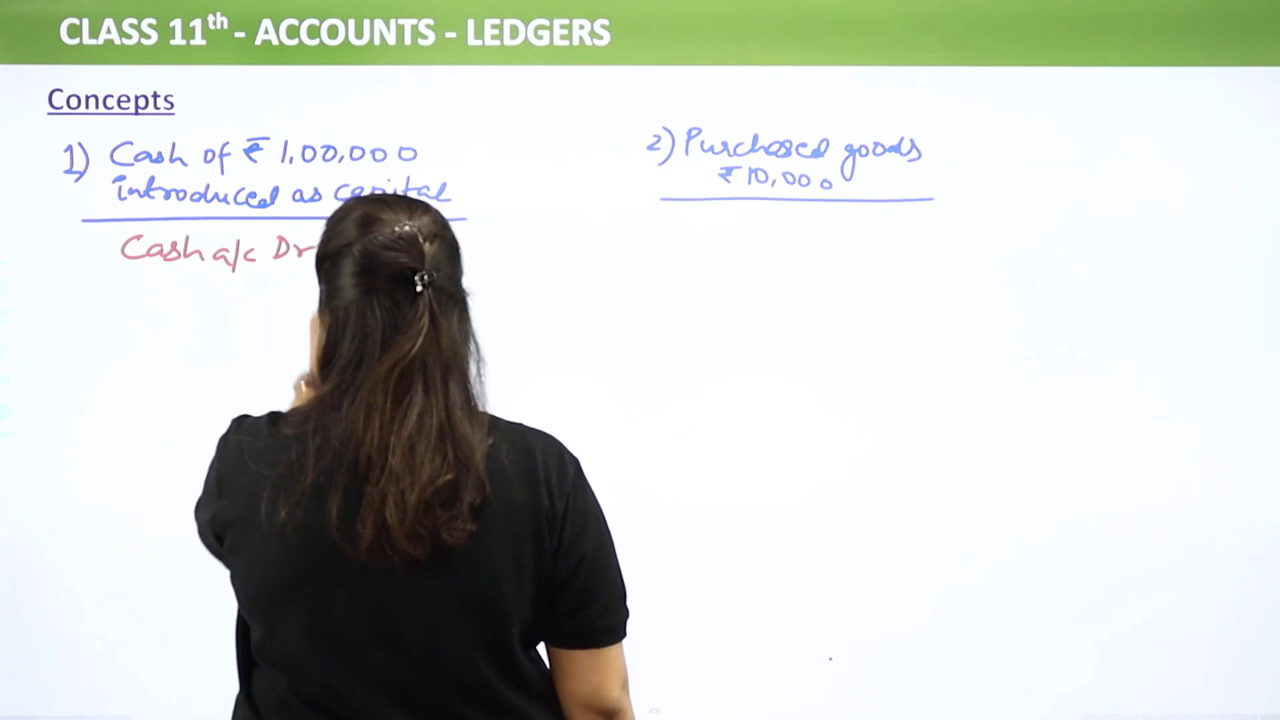 CLASS 11th - ACCOUNTS - LEDGERS
Concepts
1) Cash of ₹ 1,00,000
introduced as capital
Cash a/c Dr
2) Purchased goods
₹10,000